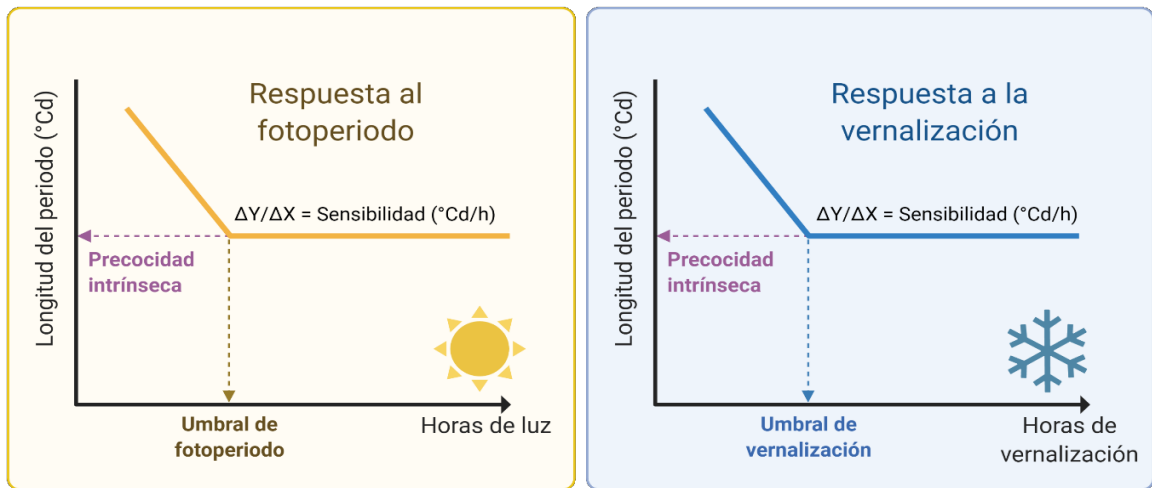 Respuesta al
fotoperiodo
Longitud del periodo (°Cd)
ΔY/ΔX = Sensibilidad (°Cd/h)
Precocidad
intrínseca
Umbral de
fotoperiodo
Horas de luz
Respuesta a la
vernalización
Longitud del periodo (°Cd)
ΔY/ΔX = Sensibilidad (°Cd/h)
Precocidad
intrínseca
Umbral de
vernalización
Horas de
vernalización